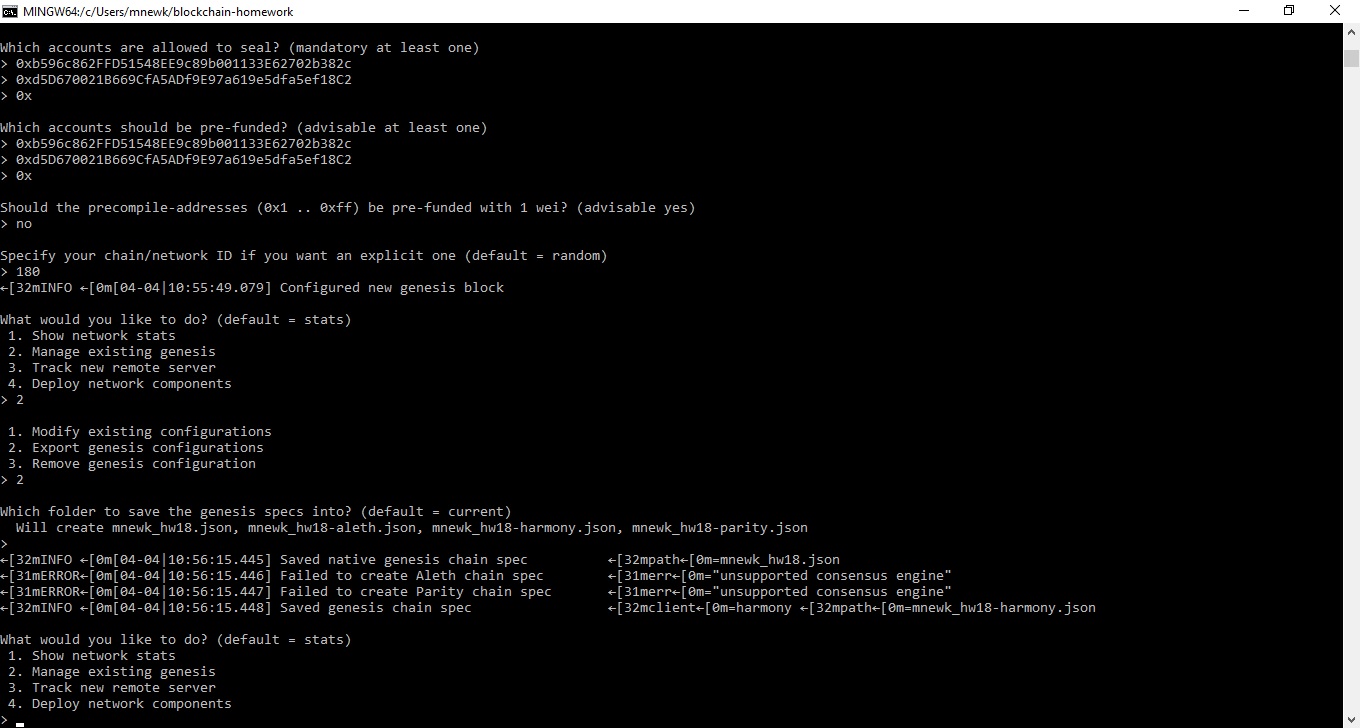 MINGW64:/c/Users/mnewk/blockchain-homework
Which accounts are allowed to seal? (mandatory at least one)
> 0xb596c862FFD51548EE9c89b001133E62702b382c
> 0xd5D670021B669CfA5ADf9E97a619e5dfa5ef18C2
> 0x
Which accounts should be pre-funded? (advisable at least one)
> 0xb596c862FFD51548EE9c89b001133E62702b382c
> 0xd5D670021B669CfA5ADf9E97a619e5dfa5ef18C2
> 0x
Should the precompile-addresses (0x1 .. 0xff) be pre-funded with 1 wei? (advisable yes)
> no
Specify your chain/network ID if you want an explicit one (default = random)
> 180
←[32mINFO ←[0m[04-04|10:55:49.079] Configured new genesis block
What would you like to do? (default = stats)
1. Show network stats
2. Manage existing genesis
3. Track new remote server
4. Deploy network components
> 2
1. Modify existing configurations
2. Export genesis configurations
3. Remove genesis configuration
> 2
Which folder to save the genesis specs into? (default = current)
Will create mnewk_hw18.json, mnewk_hw18-aleth.json, mnewk_hw18-harmony.json, mnewk_hw18-parity.json
>
←[32mINFO ←[0m[04-04|10:56:15.445] Saved native genesis chain spec ←[32mpath←[0m=mnewk_hw18.json
←[31mERROR←[0m[04-04|10:56:15.446] Failed to create Aleth chain spec ←[31merr←[0m="unsupported consensus engine"
←[31mERROR←[0m[04-04|10:56:15.447] Failed to create Parity chain spec ←[31merr←[0m="unsupported consensus engine"
←[32mINFO ←[0m[04-04|10:56:15.448] Saved genesis chain spec ←[32mclient←[0m=harmony ←[32mpath←[0m=mnewk_hw18-harmony.json
What would you like to do? (default = stats)
1. Show network stats
2. Manage existing genesis
3. Track new remote server
4. Deploy network components
>